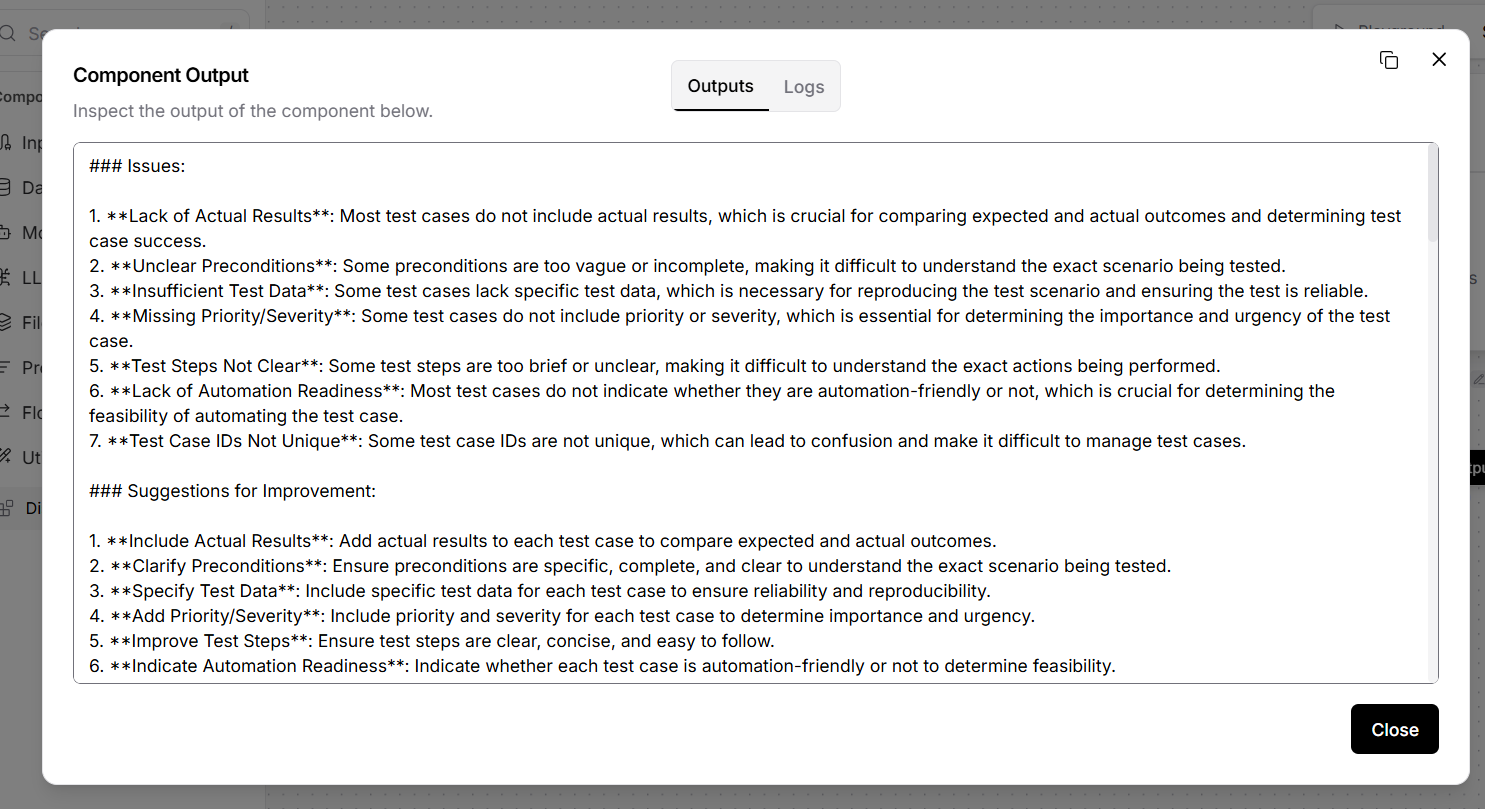 Component Output
Inspect the output of the component below.
Outputs
Logs
### Issues:
1. **Lack of Actual Results**: Most test cases do not include actual results, which is crucial for comparing expected and actual outcomes and determining test
case success.
2. **Unclear Preconditions**: Some preconditions are too vague or incomplete, making it difficult to understand the exact scenario being tested.
3. **Insufficient Test Data**: Some test cases lack specific test data, which is necessary for reproducing the test scenario and ensuring the test is reliable.
4. **Missing Priority/Severity**: Some test cases do not include priority or severity, which is essential for determining the importance and urgency of the test
case.
5. **Test Steps Not Clear**: Some test steps are too brief or unclear, making it difficult to understand the exact actions being performed.
6. **Lack of Automation Readiness**: Most test cases do not indicate whether they are automation-friendly or not, which is crucial for determining the
feasibility of automating the test case.
7. **Test Case IDs Not Unique**: Some test case IDs are not unique, which can lead to confusion and make it difficult to manage test cases.
### Suggestions for Improvement:
1. **Include Actual Results**: Add actual results to each test case to compare expected and actual outcomes.
2. **Clarify Preconditions**: Ensure preconditions are specific, complete, and clear to understand the exact scenario being tested.
3. **Specify Test Data**: Include specific test data for each test case to ensure reliability and reproducibility.
4. **Add Priority/Severity**: Include priority and severity for each test case to determine importance and urgency.
5. **Improve Test Steps**: Ensure test steps are clear, concise, and easy to follow.
6. **Indicate Automation Readiness**: Indicate whether each test case is automation-friendly or not to determine feasibility.
Close